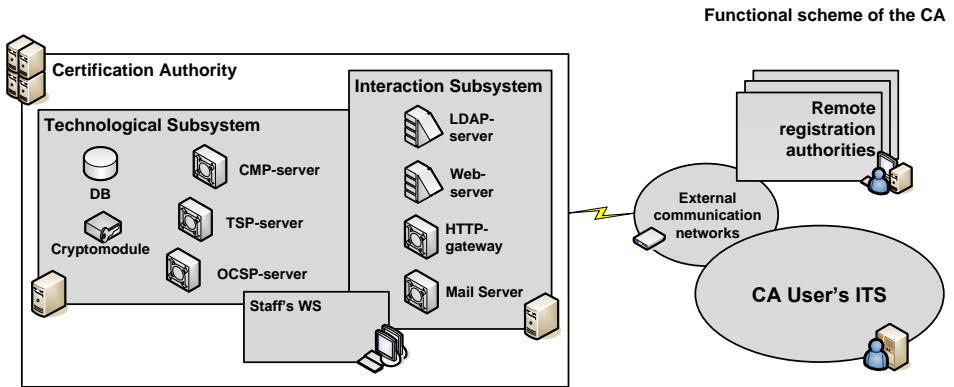 Functional scheme of the CA
Certification Authority
Technological Subsystem
DB
Cryptomodule
CMP-server
TSP-server
OCSP-server
Interaction Subsystem
LDAP-
server
Web-
server
HTTP-
gateway
Mail Server
Staff's WS
Remote
registration
authorities
External
communication
networks
CA User's ITS